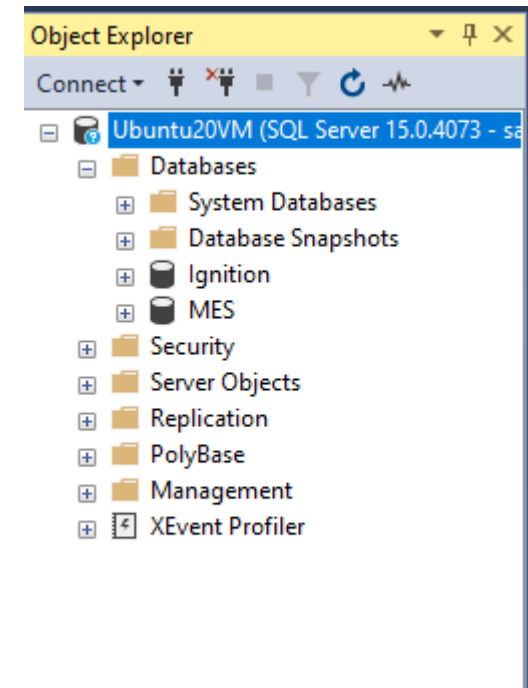 Object Explorer
Connect
Ubuntu20VM (SQL Server 15.0.4073 - sa
Databases
System Databases
Database Snapshots
Ignition
MES
Security
Server Objects
Replication
PolyBase
Management
XEvent Profiler